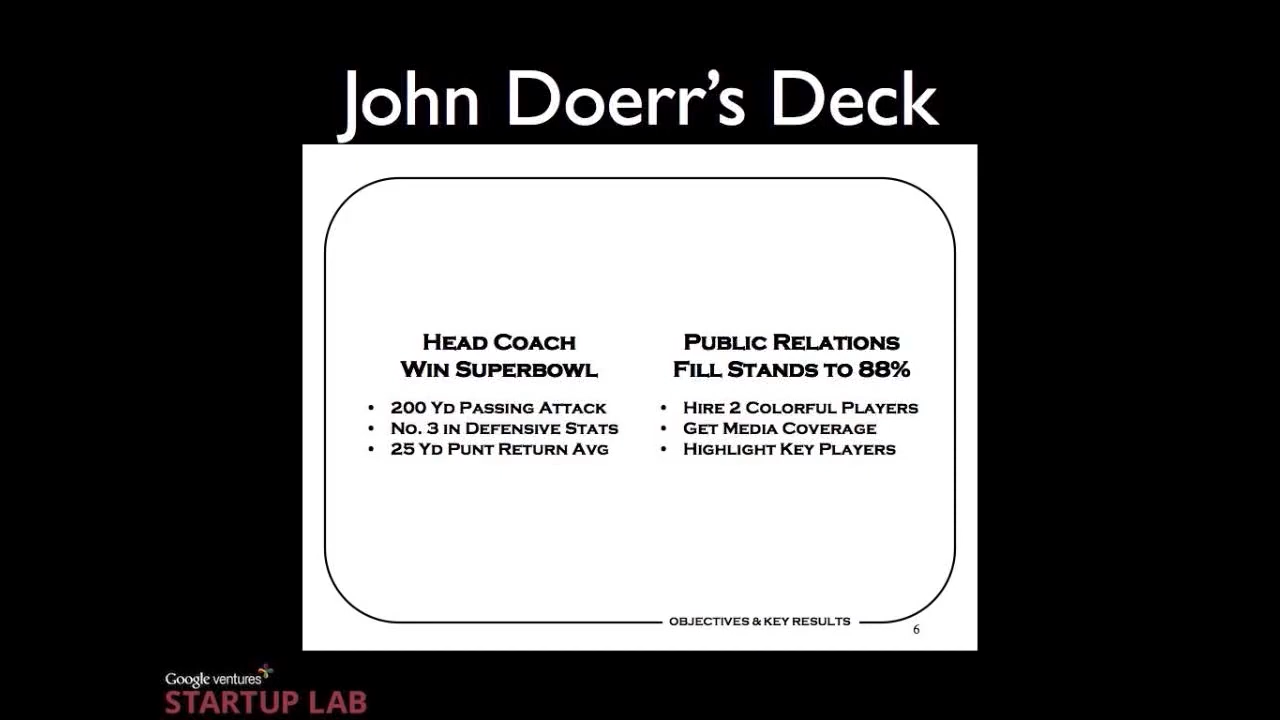 John Doerr’s Deck
Head Coach
Win Superbowl
• 200 Yd Passing Attack
• No. 3 in Defensive Stats
• 25 Yd Punt Return Avg
Public Relations
Fill Stands to 88%
• Hire 2 Colorful Players
• Get Media Coverage
• Highlight Key Players
Objectives & Key Results
6
Google ventures
STARTUP LAB